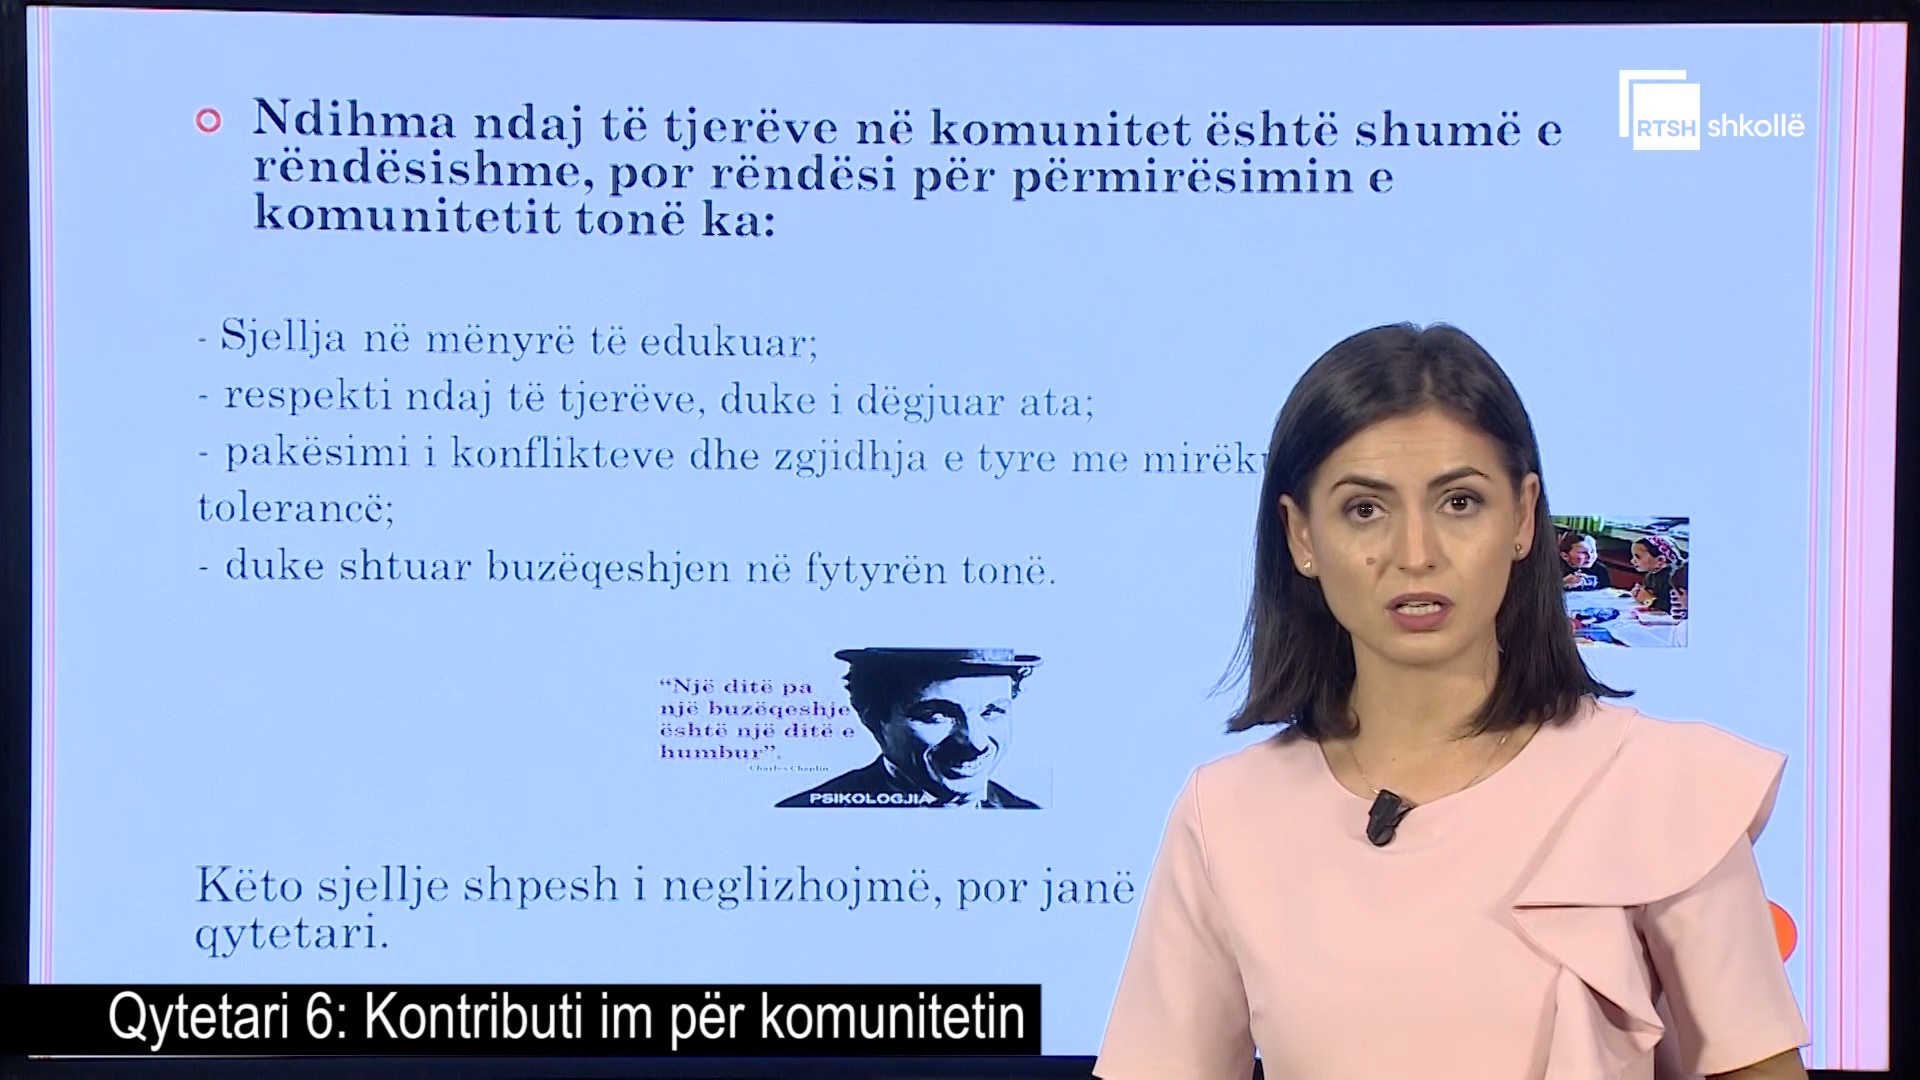 Ndihma ndaj të tjerëve në komunitet është shumë e
rëndësishme, por rëndësi për përmirësimin e
komunitetit tonë ka:
RTSH shkollë
- Sjellja në mënyrë të edukuar;
- respekti ndaj të tjerëve, duke i dëgjuar ata;
- pakësimi i konflikteve dhe zgjidhja e tyre me
tolerancë;
- duke shtuar buzëqeshjen në fytyrën tonë.
“Një ditë pa
një buzëqeshje
është një ditë e
humbur”.
Charles Chaplin
PSIKOLOGJIA
Këto sjellje shpesh i neglizhojmë, por janë
qytetari.
Qytetari 6: Kontributi im për komunitetin